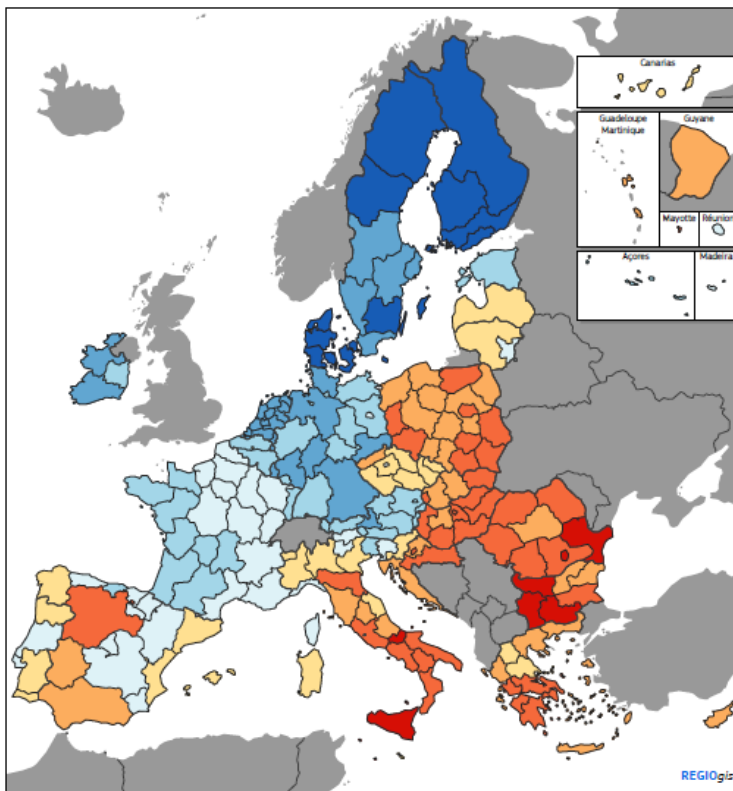 Canarias
Guadeloupe
Martinique
Guyane
Mayotte
Réunion
Açores
Madeira
REGIOgis